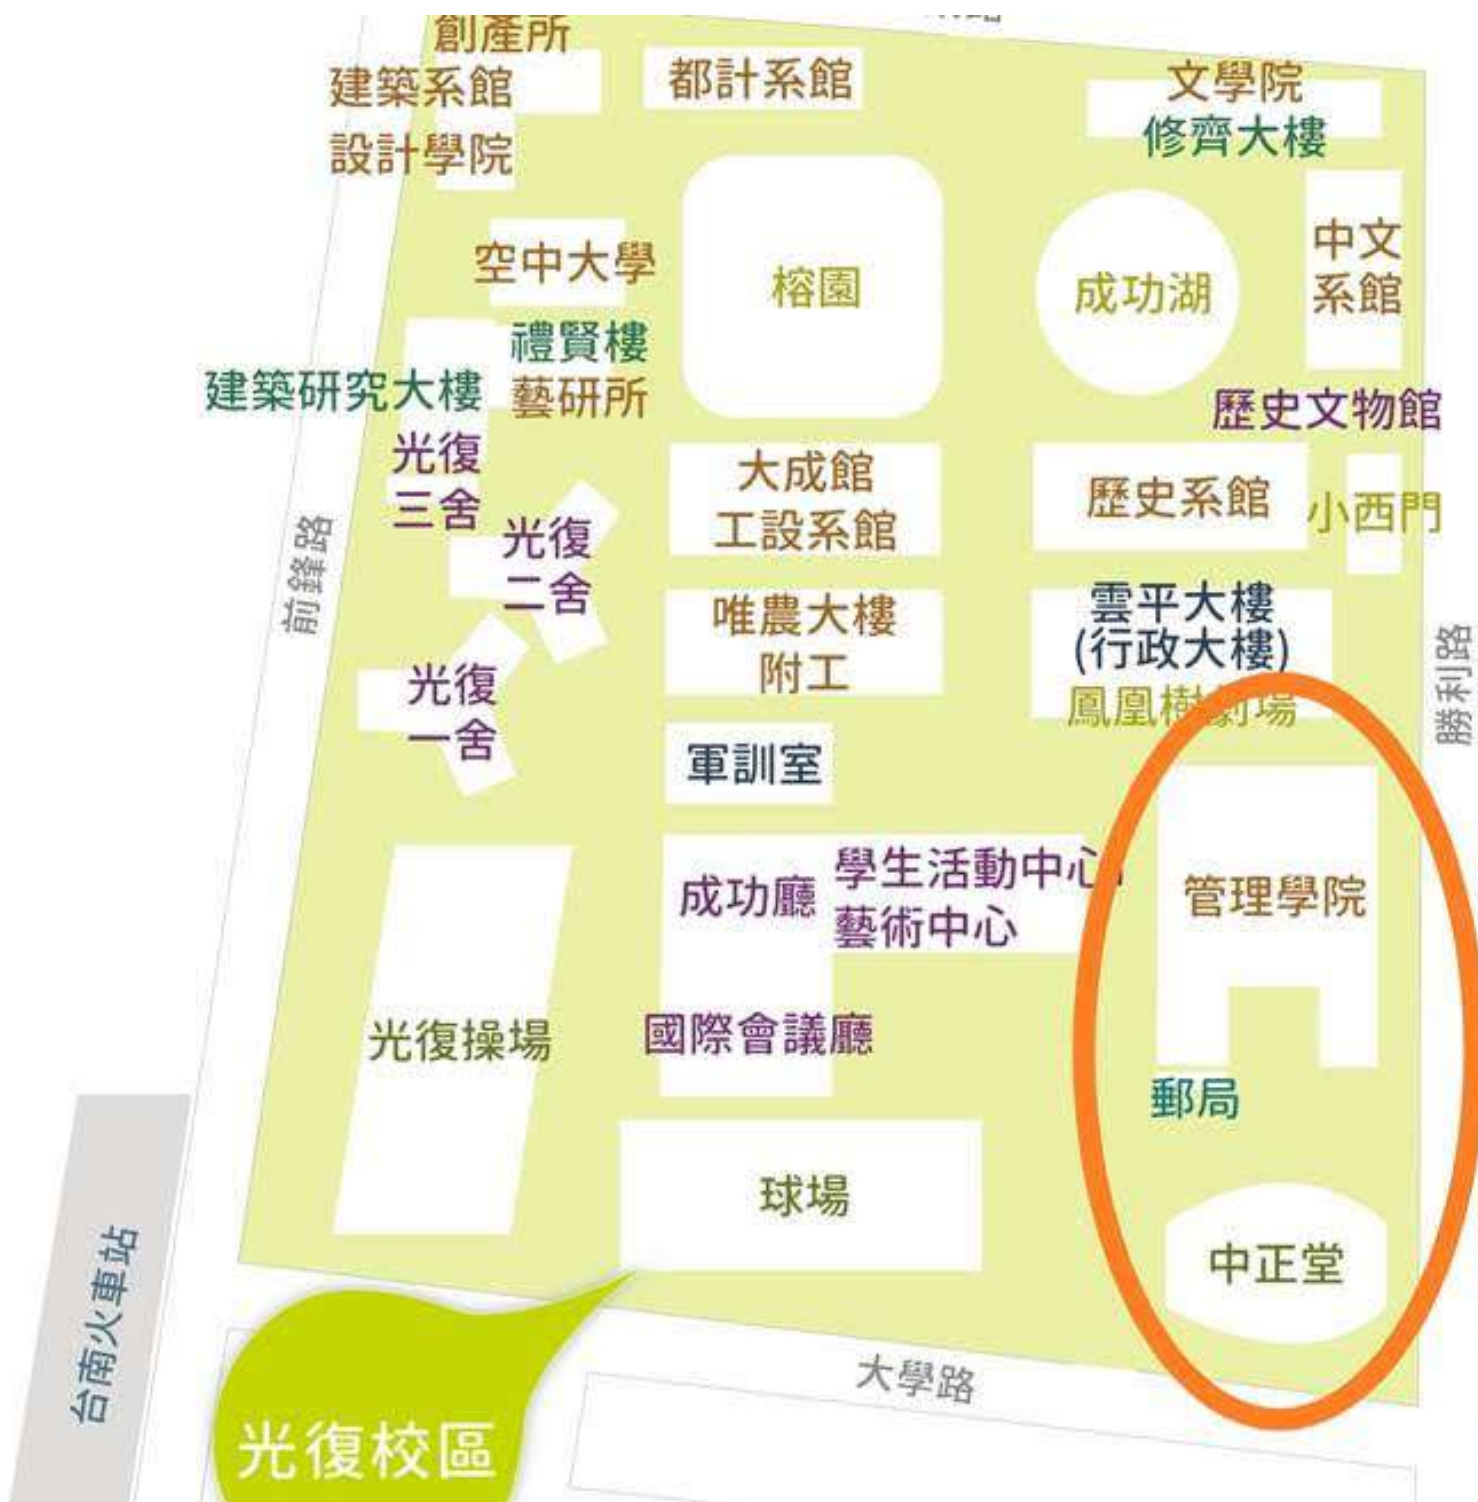 創產所
建築系館
設計學院
都計系館
文學院
修齊大樓
空中大學
榕園
成功湖
中文
系館
禮賢樓
藝研所
建築研究大樓
歷史文物館
光復
三舍
大成館
工設系館
歷史系館
小西門
光復
二舍
前鋒路
唯農大樓
附工
雲平大樓
(行政大樓)
鳳凰樹劇場
勝利路
光復
一舍
軍訓室
成功廳
學生活動中心
藝術中心
管理學院
光復操場
國際會議廳
郵局
球場
中正堂
台南火車站
大學路
光復校區